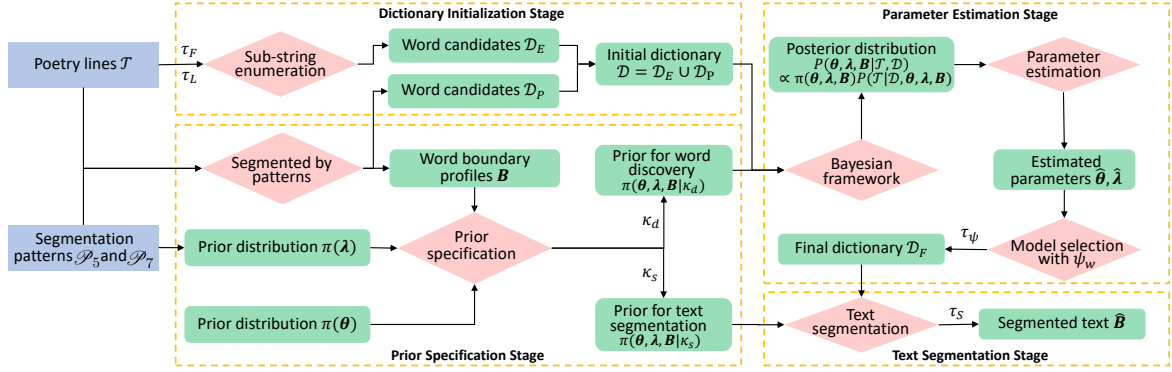 Dictionary Initialization Stage
Poetry lines 𝒯
τ_F
τ_L
Sub-string
enumeration
Word candidates 𝒟_E
Word candidates 𝒟_P
Initial dictionary
𝒟 = 𝒟_E ∪ 𝒟_P
Segmentation
patterns 𝒫_5 and 𝒫_7
Segmented by
patterns
Word boundary
profiles 𝑩
Prior distribution π(𝝀)
Prior distribution π(𝜽)
Prior
specification
κ_d
κ_s
Prior for word
discovery
π(𝜽, 𝝀, 𝑩|κ_d)
Prior for text
segmentation
π(𝜽, 𝝀, 𝑩|κ_s)
Prior Specification Stage
Parameter Estimation Stage
Posterior distribution
P(𝜽, 𝝀, 𝑩|𝒯, 𝒟)
∝ π(𝜽, 𝝀, 𝑩)P(𝒯|𝒟, 𝜽, 𝝀, 𝑩)
Parameter
estimation
Bayesian
framework
Estimated
parameters 𝜽̂, 𝝀̂
Model selection
with ψ_w
τ_ψ
Final dictionary 𝒟_F
Text
segmentation
τ_S
Segmented text 𝑩̂
Text Segmentation Stage